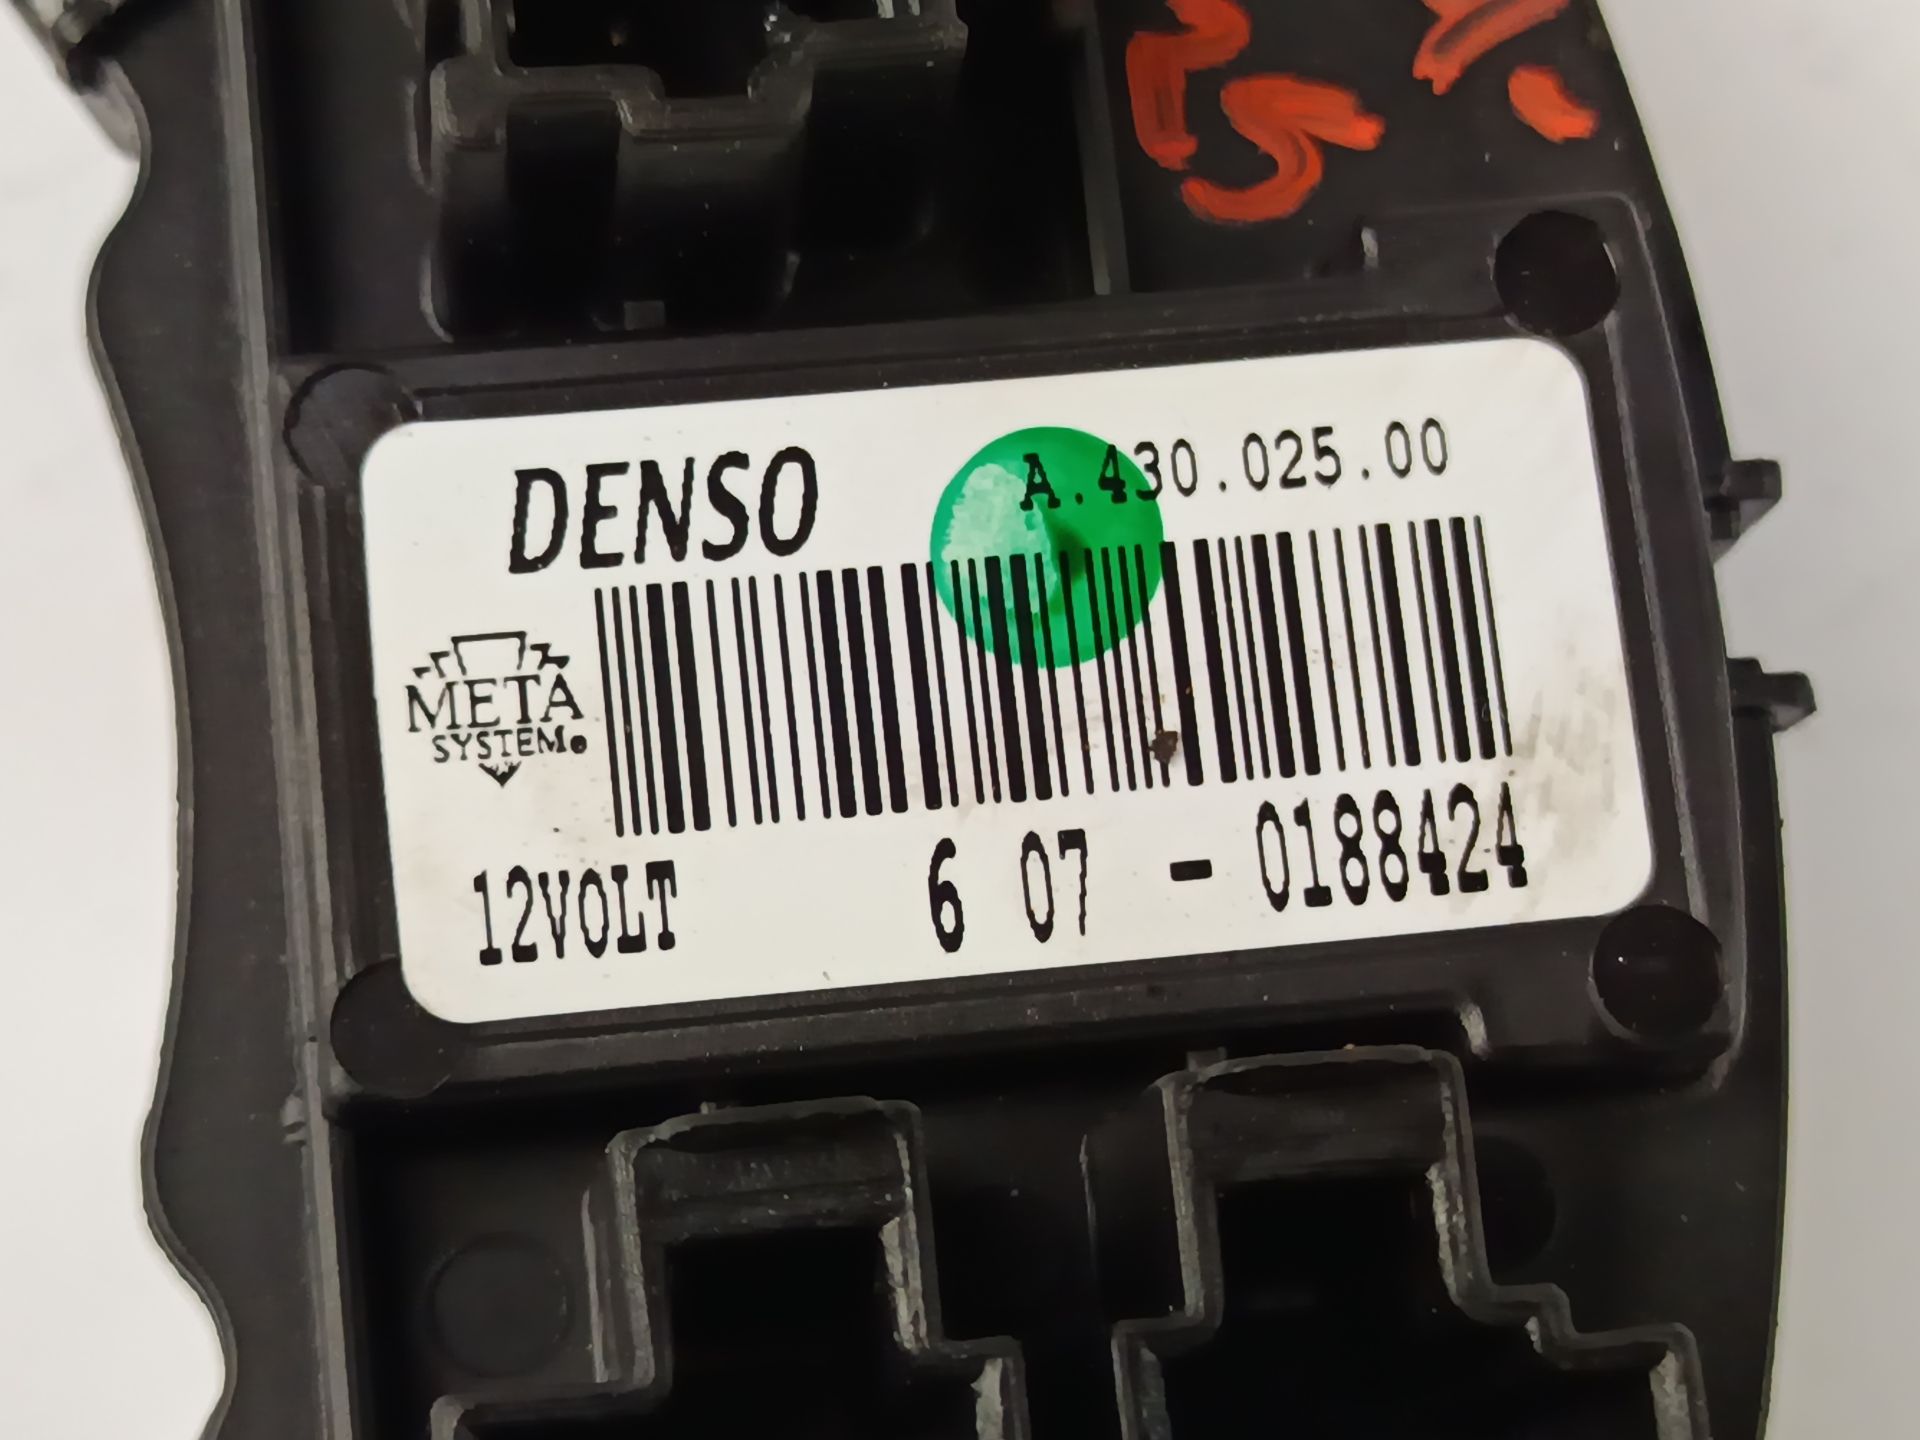 DENSO A.430.025.00
META
SYSTEM®
12VOLT 6 07 - 0188424